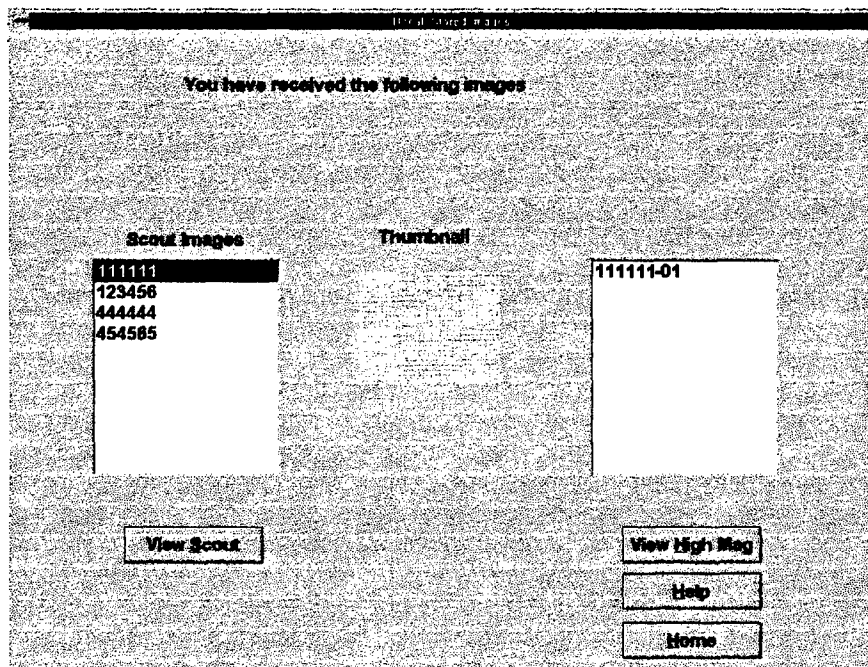 You have received the following images
Scout Images
Thumbnail
111111
123456
444444
454565
111111-01
View Scout
View High Mag
Help
Home